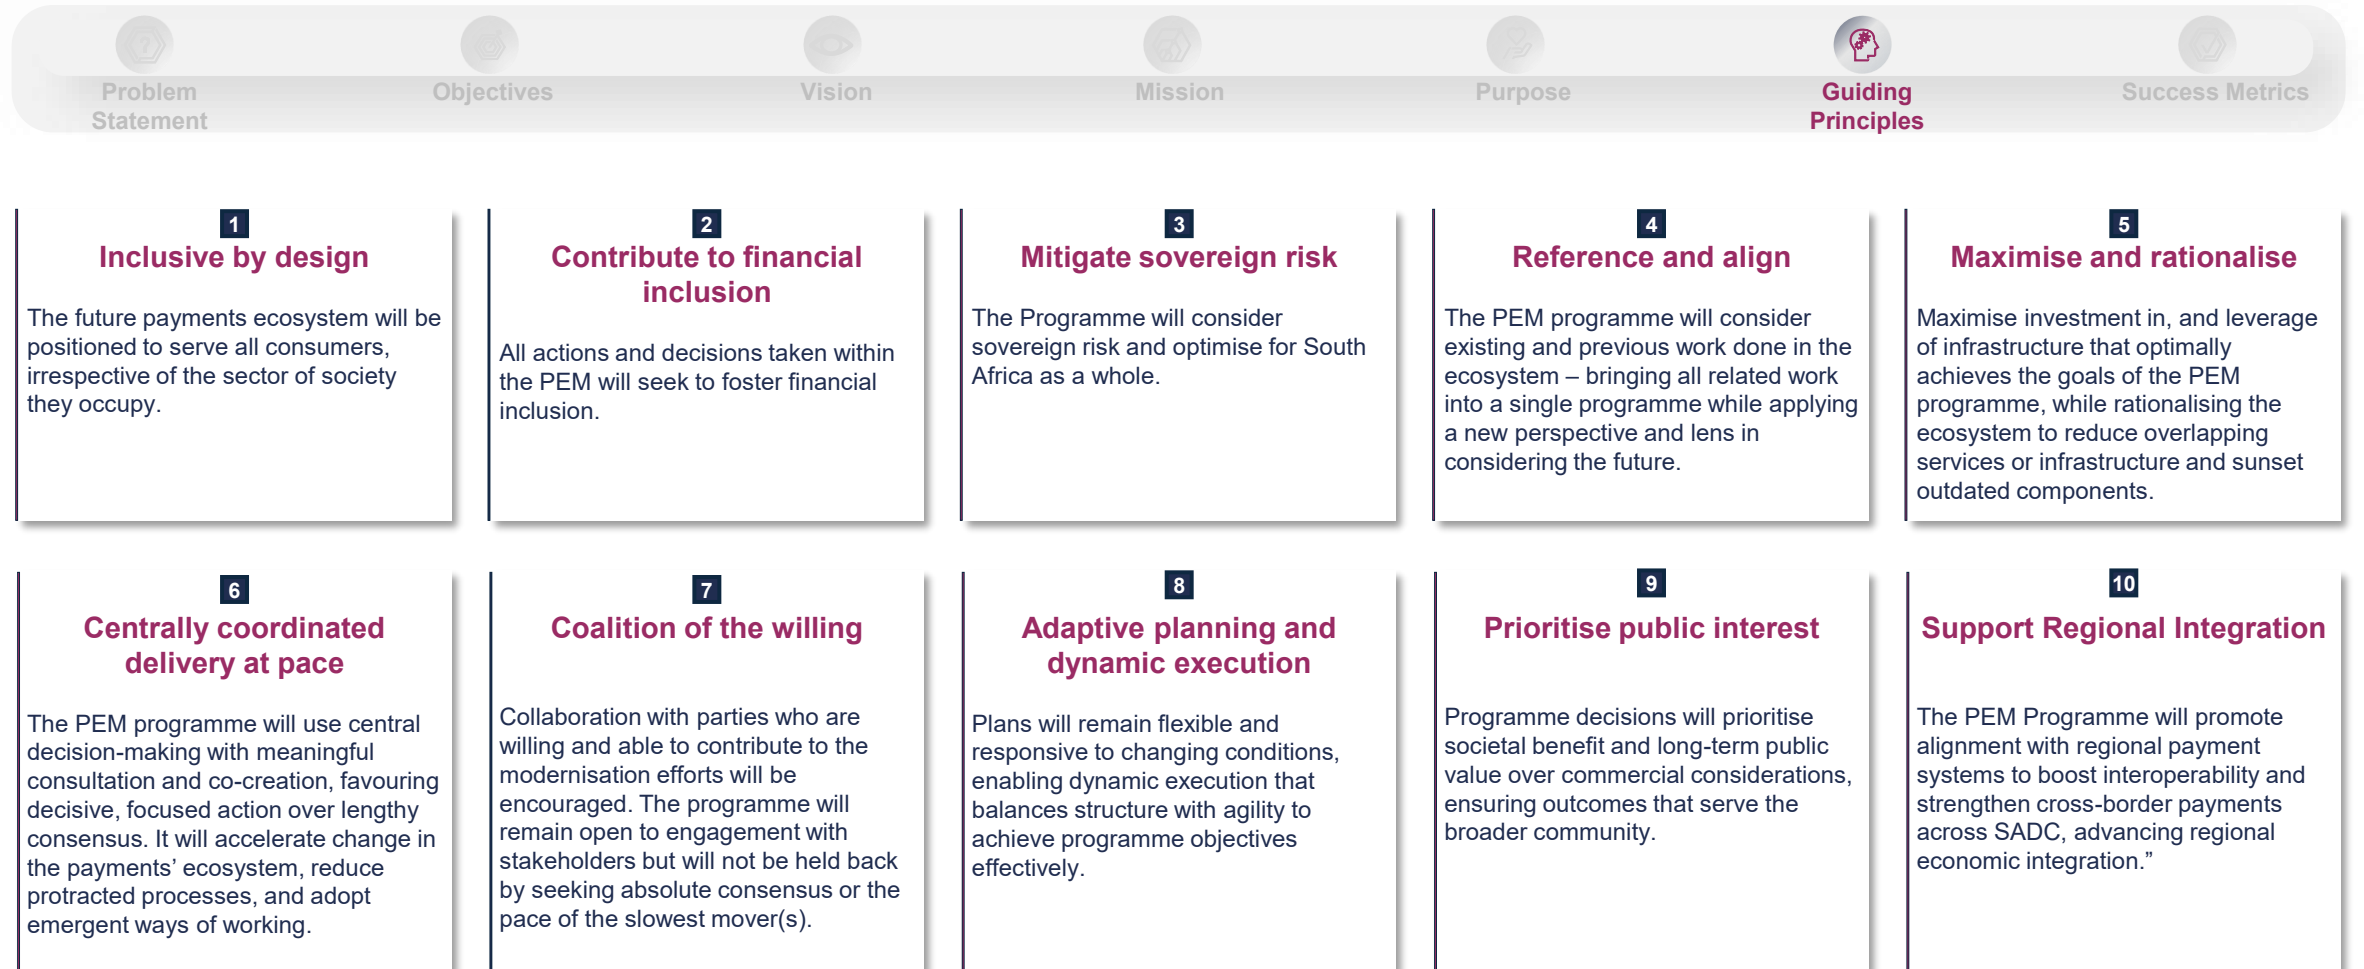 Problem
Statement
Objectives
Vision
Mission
Purpose
Guiding
Principles
Success Metrics
1
Inclusive by design
The future payments ecosystem will be
positioned to serve all consumers,
irrespective of the sector of society
they occupy.
2
Contribute to financial
inclusion
All actions and decisions taken within
the PEM will seek to foster financial
inclusion.
3
Mitigate sovereign risk
The Programme will consider
sovereign risk and optimise for South
Africa as a whole.
4
Reference and align
The PEM programme will consider
existing and previous work done in the
ecosystem – bringing all related work
into a single programme while applying
a new perspective and lens in
considering the future.
5
Maximise and rationalise
Maximise investment in, and leverage
of infrastructure that optimally
achieves the goals of the PEM
programme, while rationalising the
ecosystem to reduce overlapping
services or infrastructure and sunset
outdated components.
6
Centrally coordinated
delivery at pace
The PEM programme will use central
decision-making with meaningful
consultation and co-creation, favouring
decisive, focused action over lengthy
consensus. It will accelerate change in
the payments’ ecosystem, reduce
protracted processes, and adopt
emergent ways of working.
7
Coalition of the willing
Collaboration with parties who are
willing and able to contribute to the
modernisation efforts will be
encouraged. The programme will
remain open to engagement with
stakeholders but will not be held back
by seeking absolute consensus or the
pace of the slowest mover(s).
8
Adaptive planning and
dynamic execution
Plans will remain flexible and
responsive to changing conditions,
enabling dynamic execution that
balances structure with agility to
achieve programme objectives
effectively.
9
Prioritise public interest
Programme decisions will prioritise
societal benefit and long-term public
value over commercial considerations,
ensuring outcomes that serve the
broader community.
10
Support Regional Integration
The PEM Programme will promote
alignment with regional payment
systems to boost interoperability and
strengthen cross-border payments
across SADC, advancing regional
economic integration.”